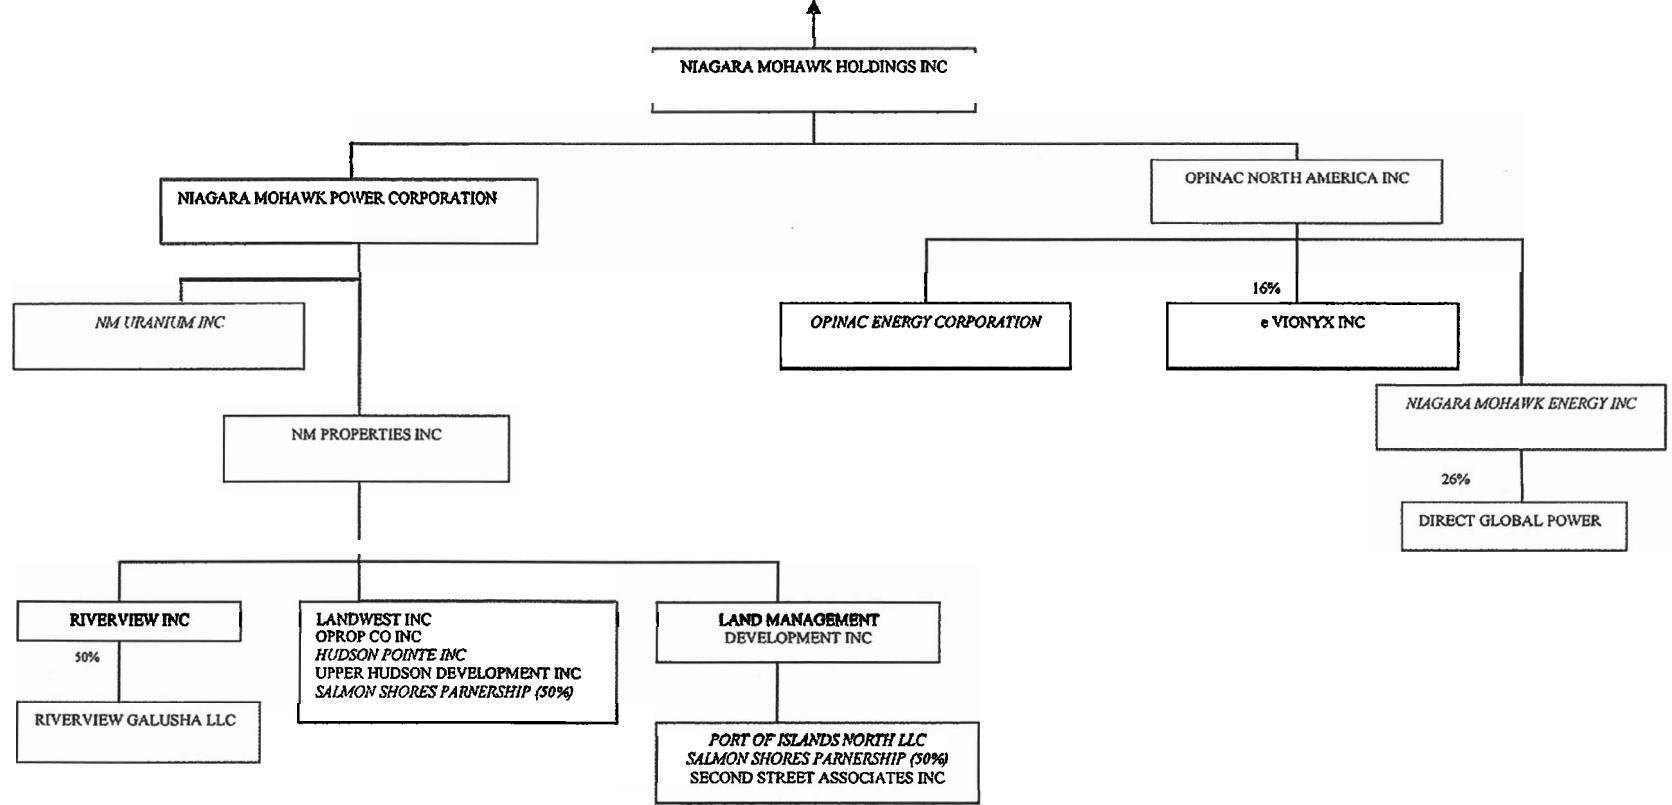 NIAGARA MOHAWK HOLDINGS INC
OPINAC NORTH AMERICA INC
NIAGARA MOHAWK POWER CORPORATION
16%
NM URANIUM INC
OPINAC ENERGY CORPORATION
e VIONYX INC
NIAGARA MOHAWK ENERGY INC
NM PROPERTIES INC
26%
DIRECT GLOBAL POWER
RIVERVIEW INC
50%
RIVERVIEW GALUSHA LLC
LANDWEST INC
OPROP CO INC
HUDSON POINTE INC
UPPER HUDSON DEVELOPMENT INC
SALMON SHORES PARNERSHIP (50%)
LAND MANAGEMENT
DEVELOPMENT INC
PORT OF ISLANDS NORTH LLC
SALMON SHORES PARNERSHIP (50%)
SECOND STREET ASSOCIATES INC